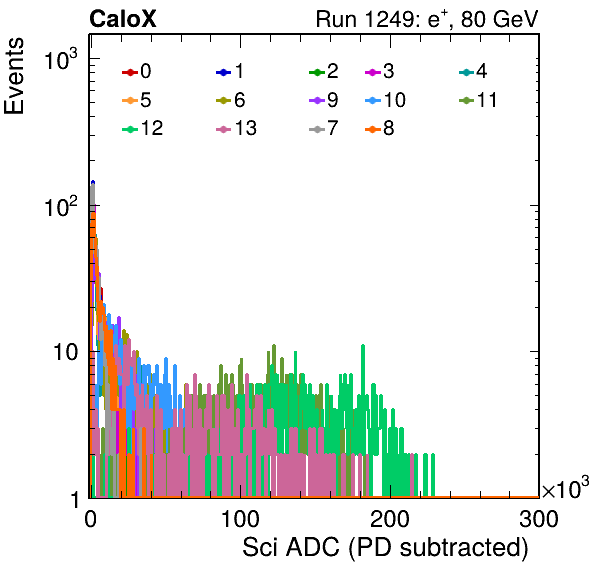 CaloX Run 1249: e⁺, 80 GeV
Events
10³
0 1 2 3 4
5 6 9 10 11
12 13 7 8
10²
10
1
×10³
0 100 200 300
Sci ADC (PD subtracted)